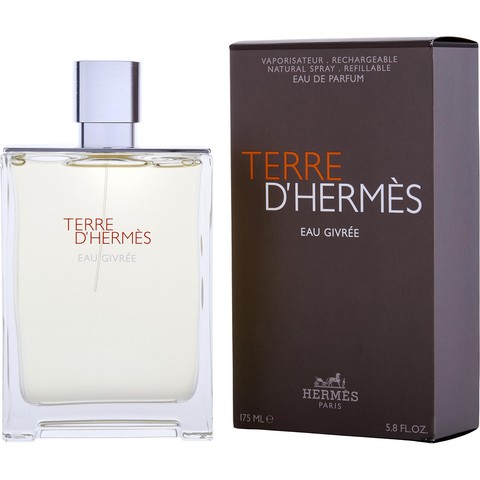 TERRE
D'HERMÈS
EAU GIVRÉE
VAPORISATEUR . RECHARGEABLE
NATURAL SPRAY . REFILLABLE
EAU DE PARFUM
TERRE
D'HERMÈS
EAU GIVRÉE
HERMÈS
PARIS
175 ML ℮
5.8 FL.OZ.